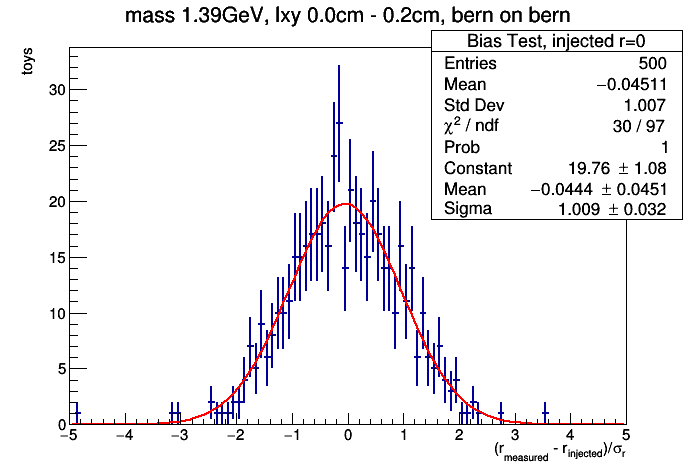 mass 1.39GeV, lxy 0.0cm - 0.2cm, bern on bern
Bias Test, injected r=0
Entries 500
Mean −0.04511
Std Dev 1.007
χ² / ndf 30 / 97
Prob 1
Constant 19.76 ± 1.08
Mean −0.0444 ± 0.0451
Sigma 1.009 ± 0.032
toys
30
25
20
15
10
5
0
−5 −4 −3 −2 −1 0 1 2 3 4 5
(r_measured - r_injected)/σ_r